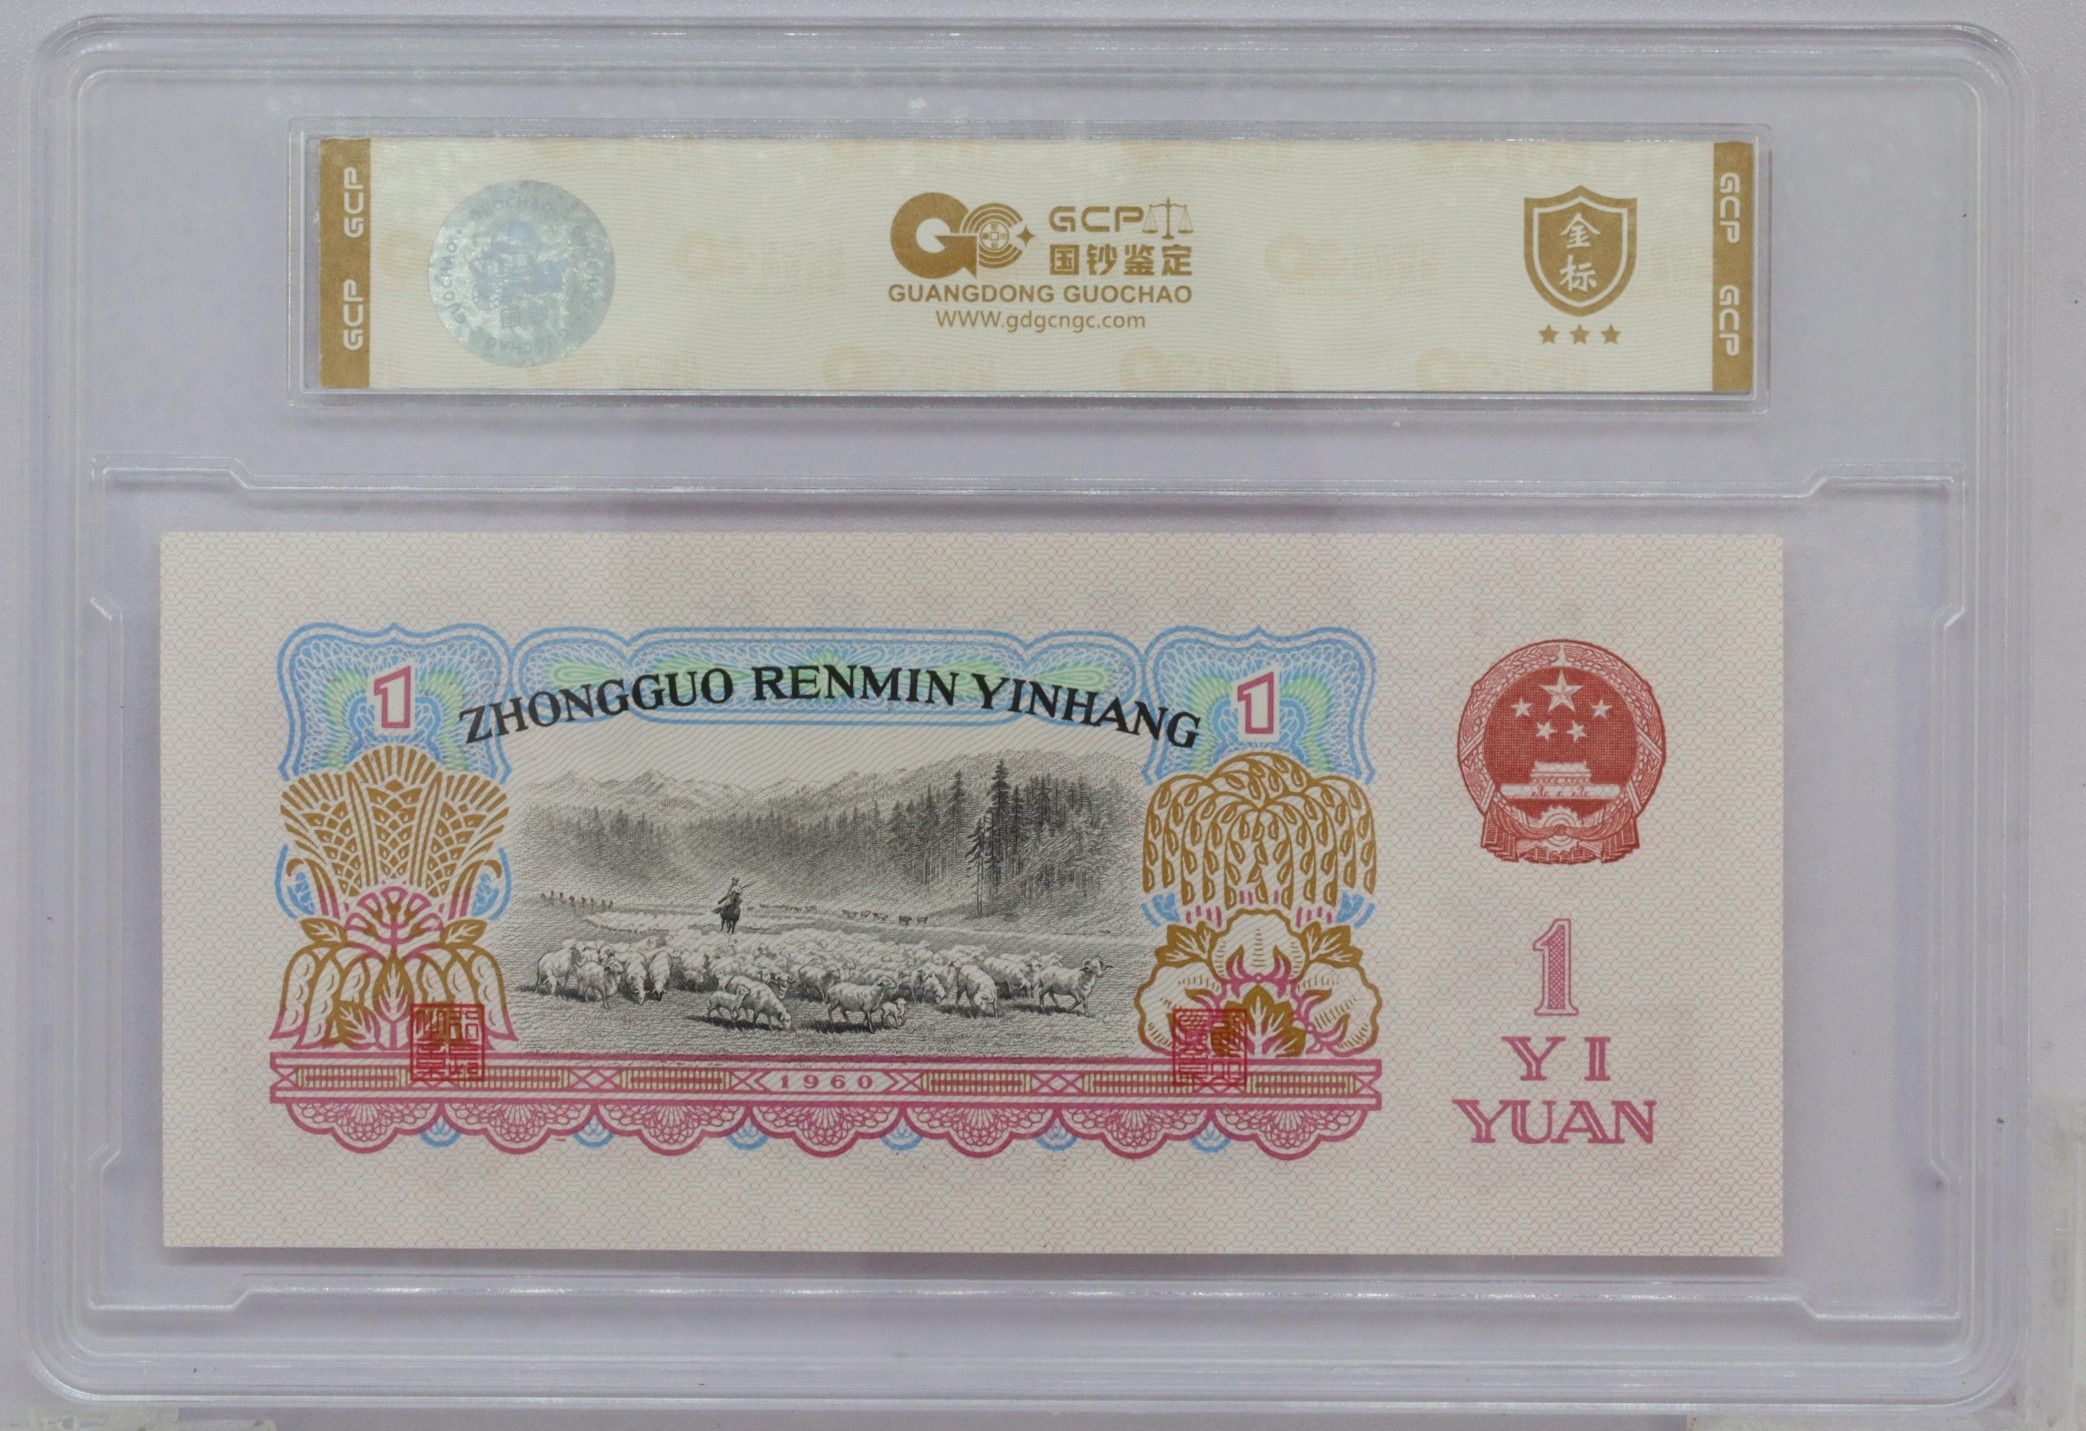 GCP GCP
GCP
国钞鉴定
GUANGDONG GUOCHAO
WWW.gdgcngc.com
金
标
GCP GCP
1
ZHONGGUO RENMIN YINHANG
1
1960
1
YI
YUAN